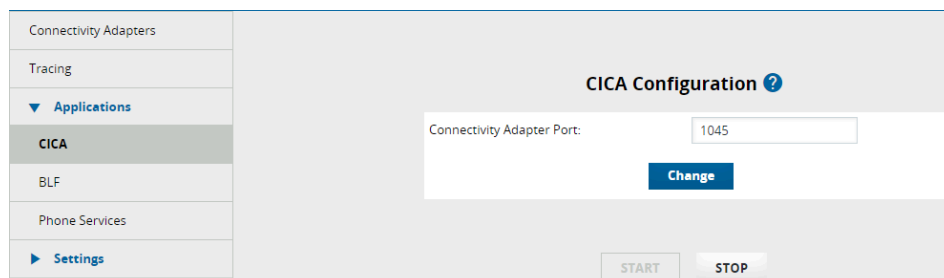 Connectivity Adapters
Tracing
Applications
CICA
BLF
Phone Services
Settings
CICA Configuration ?
Connectivity Adapter Port: 1045
Change
START STOP